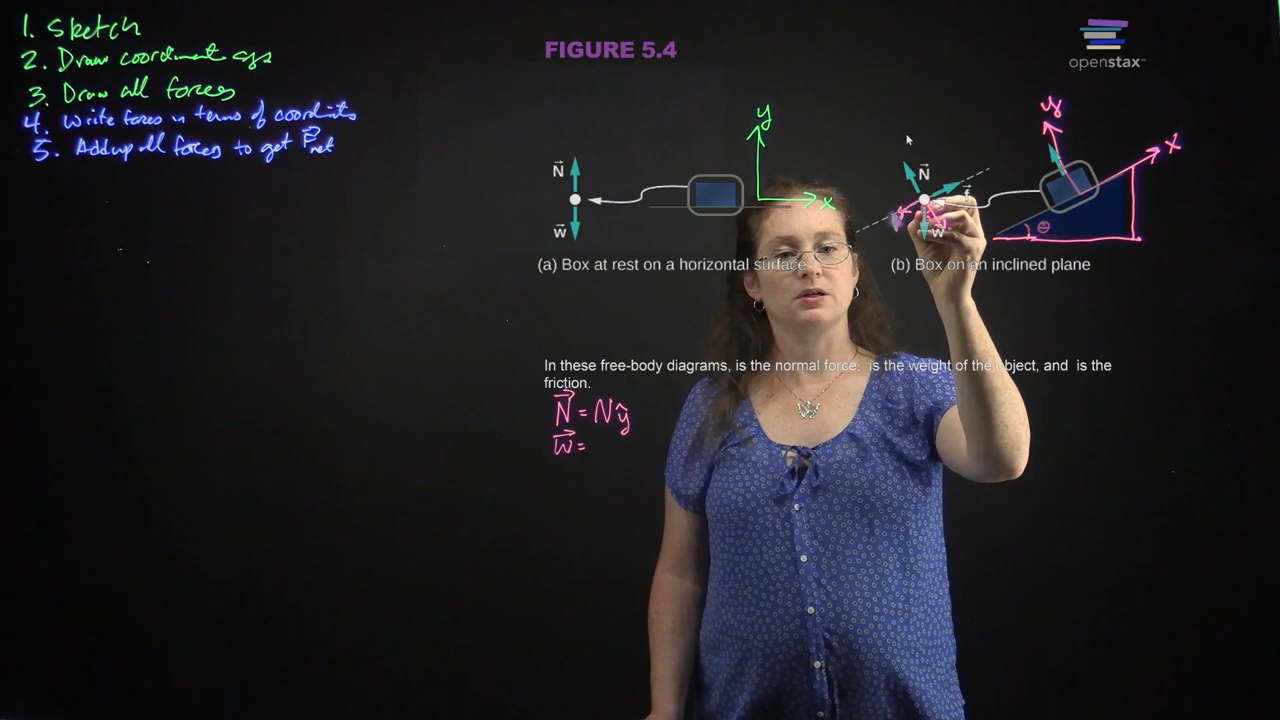 1. Sketch
2. Draw coordinate sys
3. Draw all forces
4. Write forces in terms of coordinates
5. Add up all forces to get F net
FIGURE 5.4
openstax
y
x
N
w
y
x
N
f
w
θ
(a) Box at rest on a horizontal surface
(b) Box on an inclined plane
In these free-body diagrams, is the normal force, is the weight of the object, and is the
friction.
N = Nŷ
w =